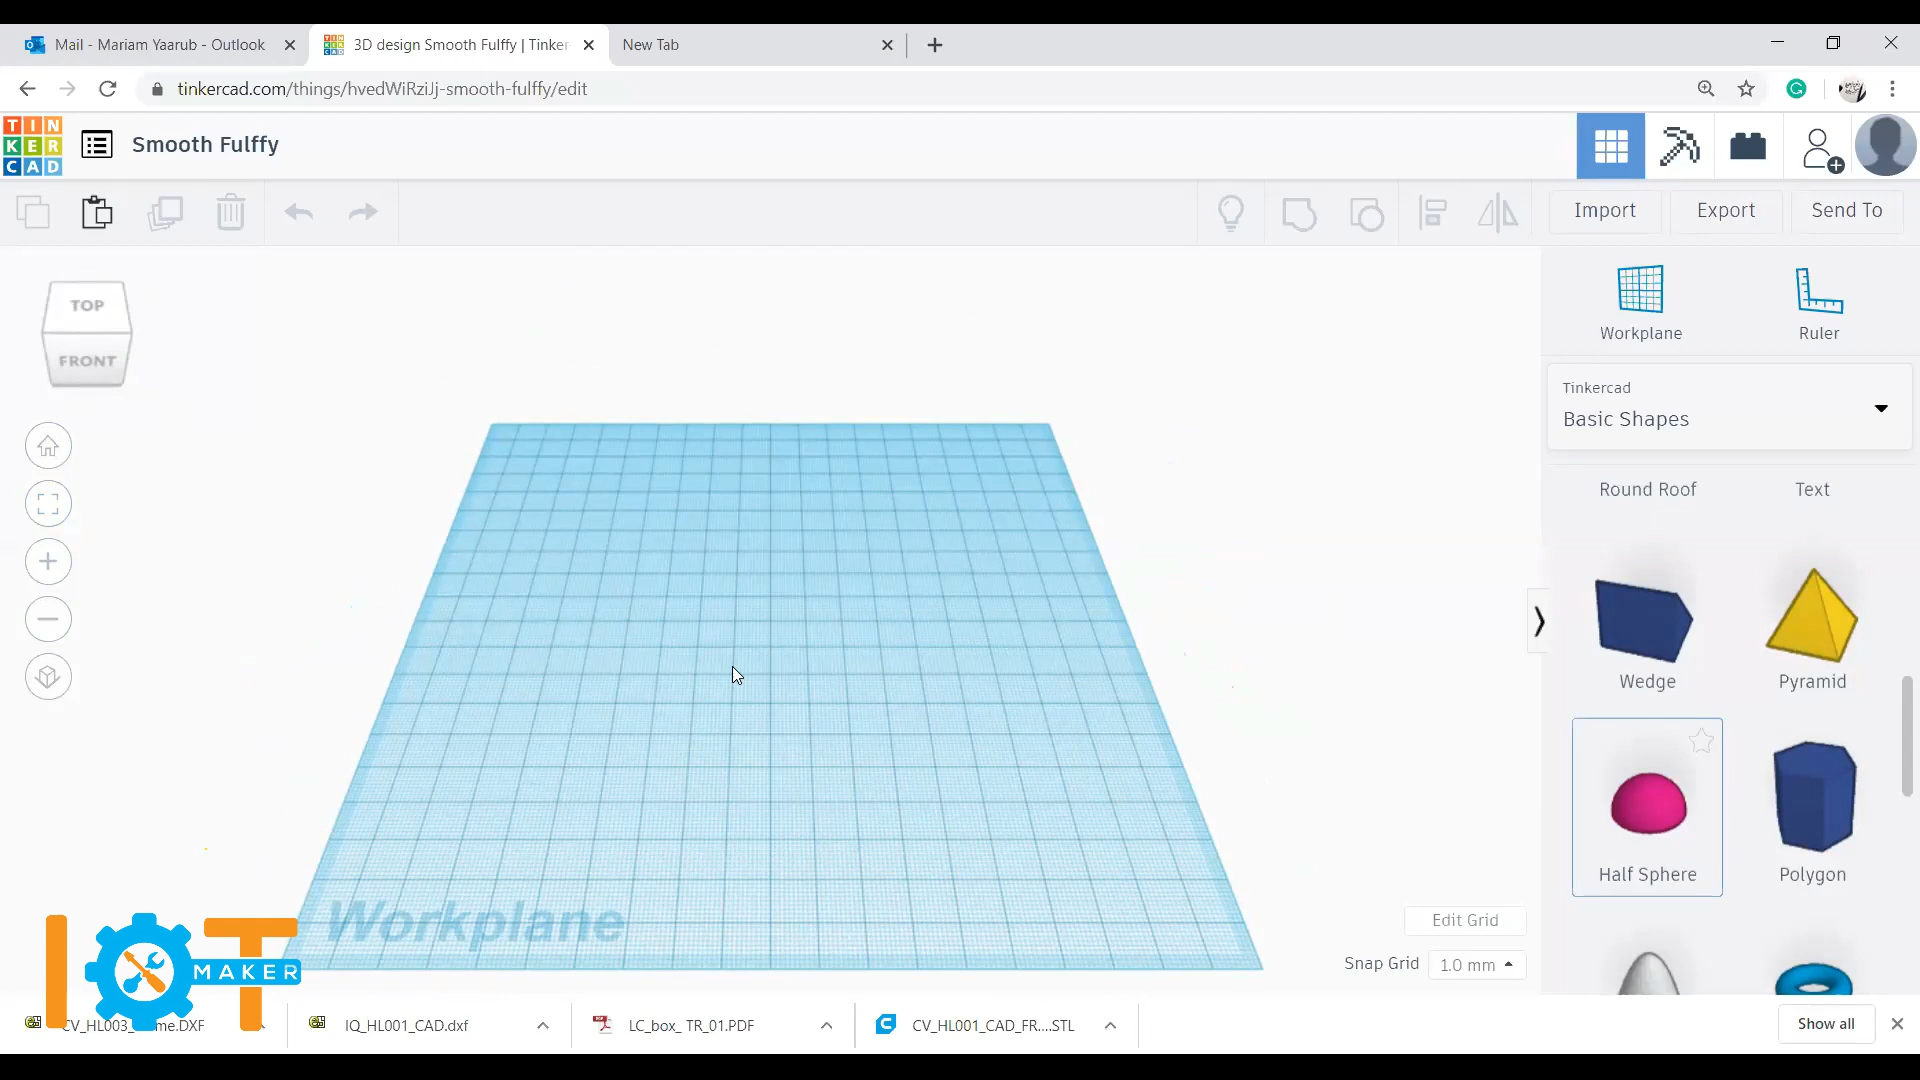 Mail - Mariam Yaarub - Outlook
3D design Smooth Fulffy | Tinker
New Tab
tinkercad.com/things/hvedWiRziJj-smooth-fulffy/edit
TIN
KER
CAD
Smooth Fulffy
Import
Export
Send To
TOP
FRONT
Workplane
Ruler
Tinkercad
Basic Shapes
Round Roof
Text
Wedge
Pyramid
Half Sphere
Polygon
Workplane
Edit Grid
Snap Grid
1.0 mm
IOT
MAKER
IQ_HL001_CAD.dxf
LC_box_ TR_01.PDF
CV_HL001_CAD_FR....STL
Show all